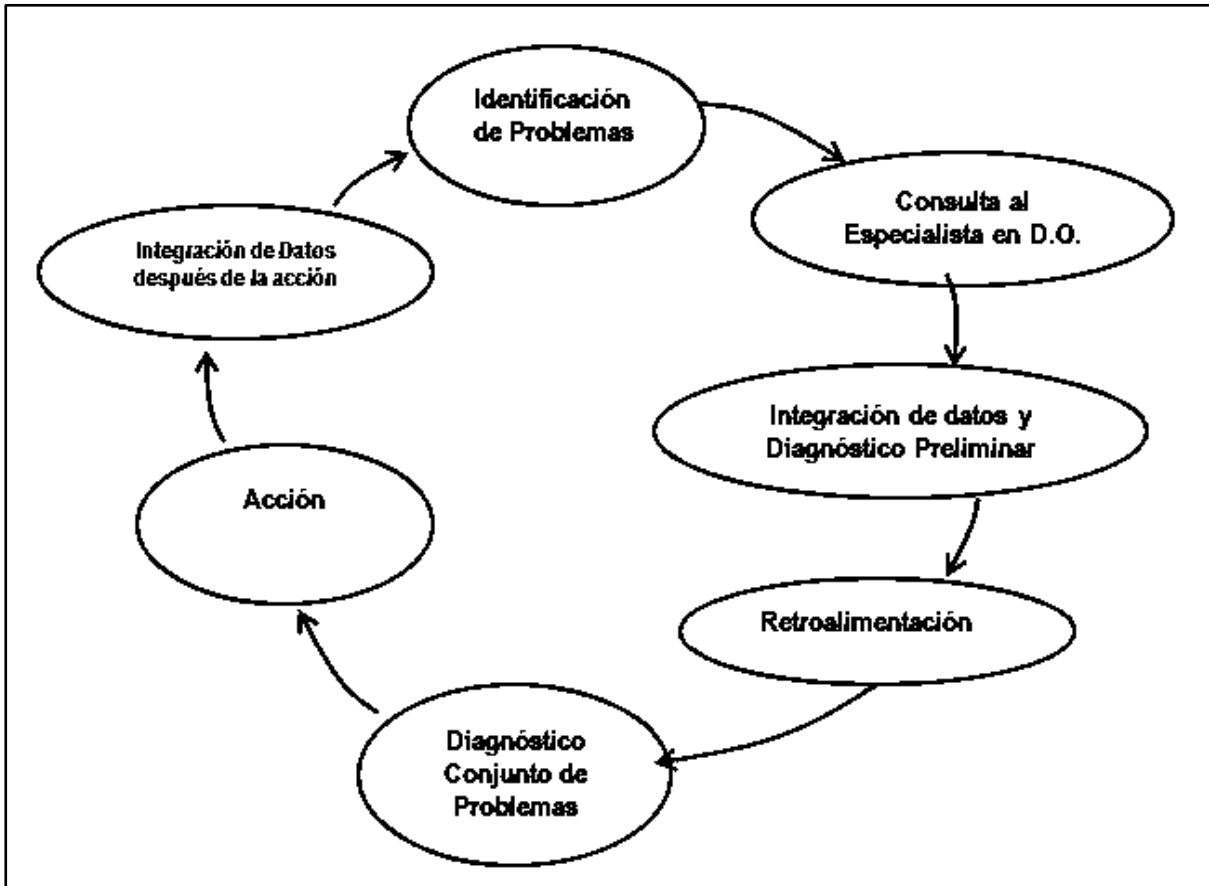 Identificación
de Problemas
Consulta al
Especialista en D.O.
Integración de datos y
Diagnóstico Preliminar
Retroalimentación
Diagnóstico
Conjunto de
Problemas
Acción
Integración de Datos
después de la acción